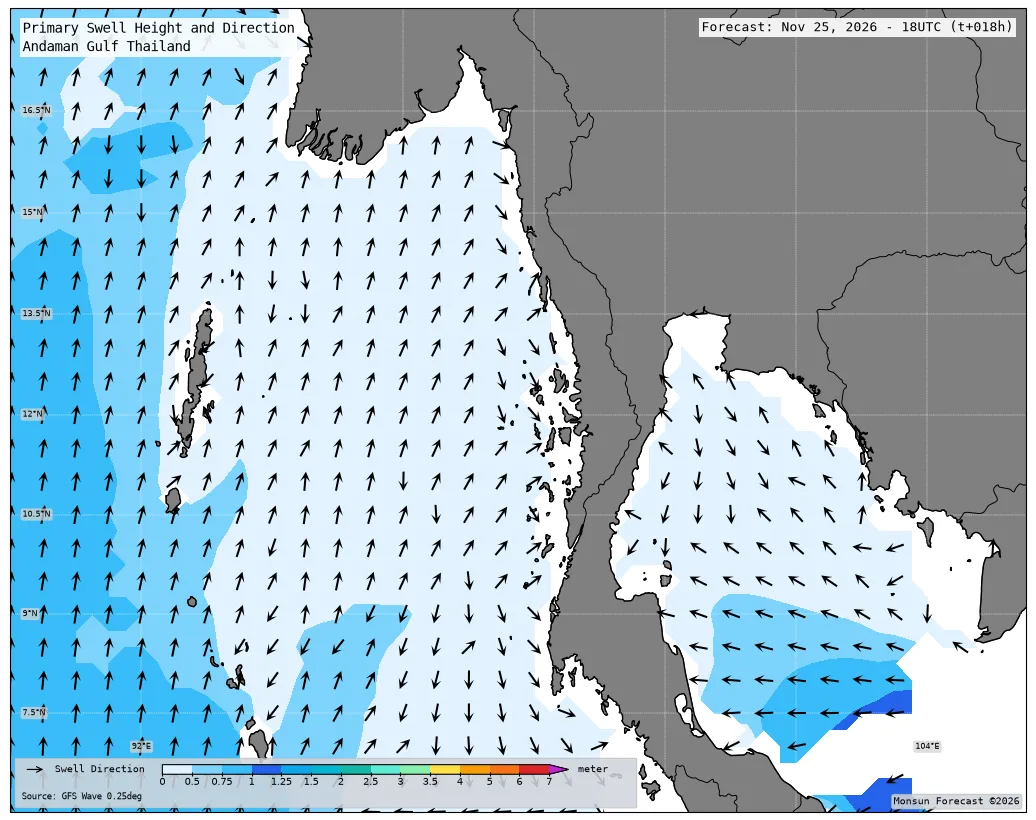 Primary Swell Height and Direction
Andaman Gulf Thailand
Forecast: Nov 25, 2026 - 18UTC (t+018h)
16.5°N
15°N
13.5°N
12°N
10.5°N
9°N
7.5°N
92°E
104°E
Swell Direction
meter
0 0.5 0.75 1 1.25 1.5 2 2.5 3 3.5 4 5 6 7
Source: GFS Wave 0.25deg
Monsun Forecast ©2026